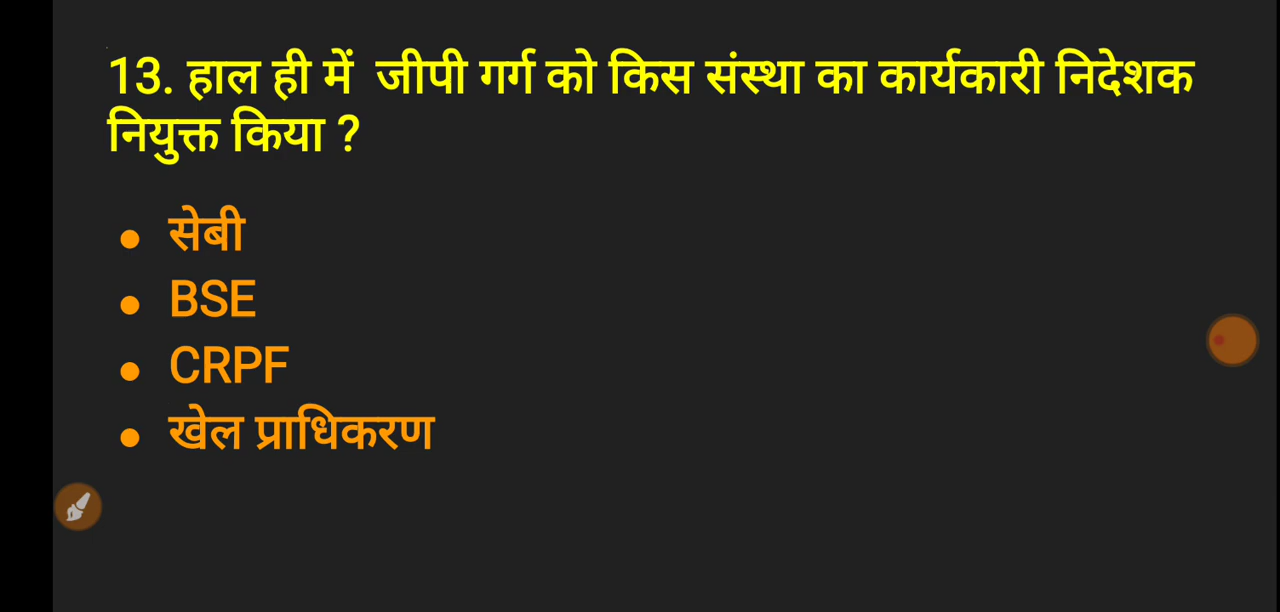 13. हाल ही में जीपी गर्ग को किस संस्था का कार्यकारी निदेशक
नियुक्त किया ?
• सेबी
• BSE
• CRPF
• खेल प्राधिकरण